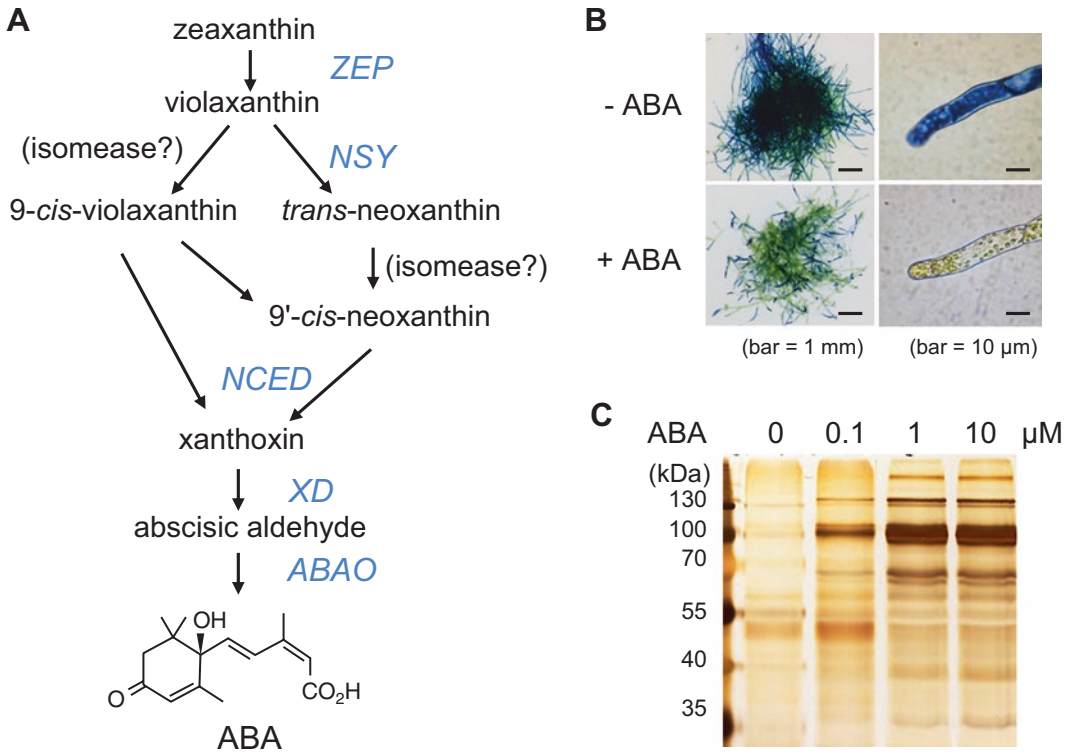 A
zeaxanthin
ZEP
violaxanthin
(isomease?)
NSY
9-cis-violaxanthin
trans-neoxanthin
(isomease?)
9'-cis-neoxanthin
NCED
xanthoxin
XD
abscisic aldehyde
ABAO
OH
O
CO₂H
ABA
B
- ABA
+ ABA
(bar = 1 mm)
(bar = 10 µm)
C
ABA 0 0.1 1 10 µM
(kDa)
130
100
70
55
40
35